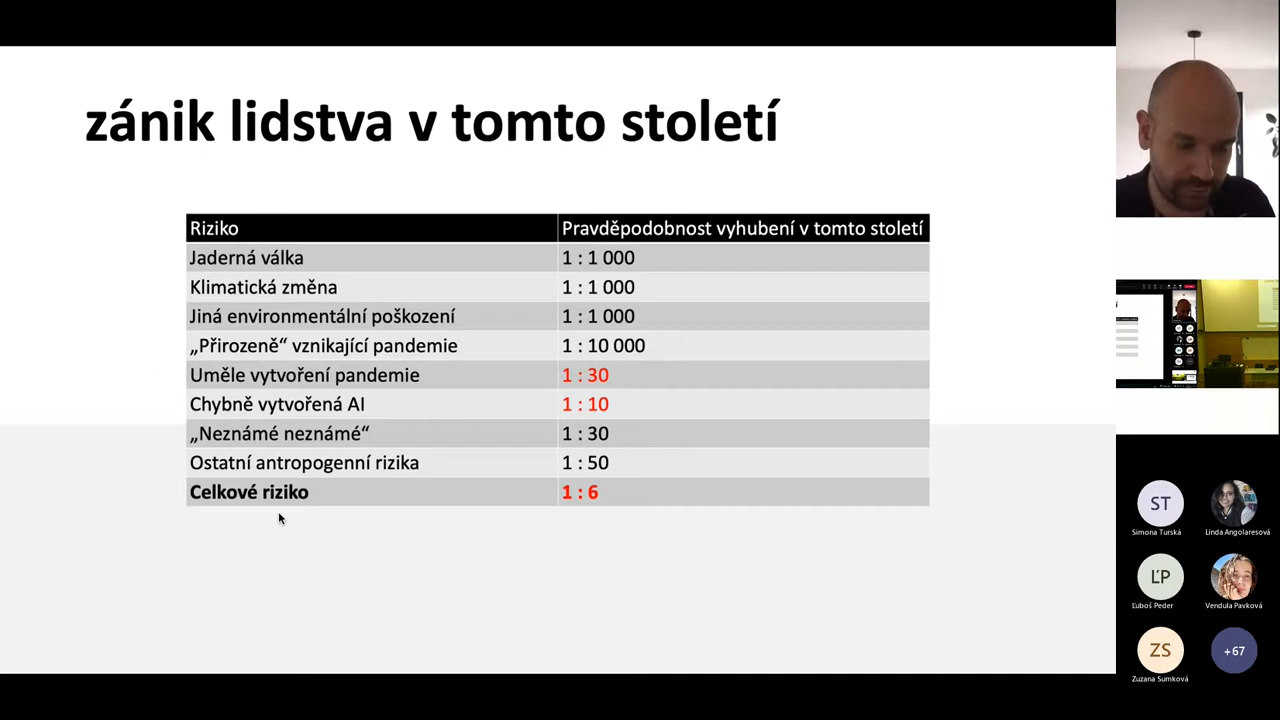 zánik lidstva v tomto století
Riziko Pravděpodobnost vyhubení v tomto století
Jaderná válka 1 : 1 000
Klimatická změna 1 : 1 000
Jiná environmentální poškození 1 : 1 000
„Přirozeně“ vznikající pandemie 1 : 10 000
Uměle vytvoření pandemie 1 : 30
Chybně vytvořená AI 1 : 10
„Neznámé neznámé“ 1 : 30
Ostatní antropogenní rizika 1 : 50
Celkové riziko 1 : 6
ST
Simona Turská Linda Angolaresová
ĽP
Ľuboš Peder Vendula Pavková
ZS +67
Zuzana Sumková